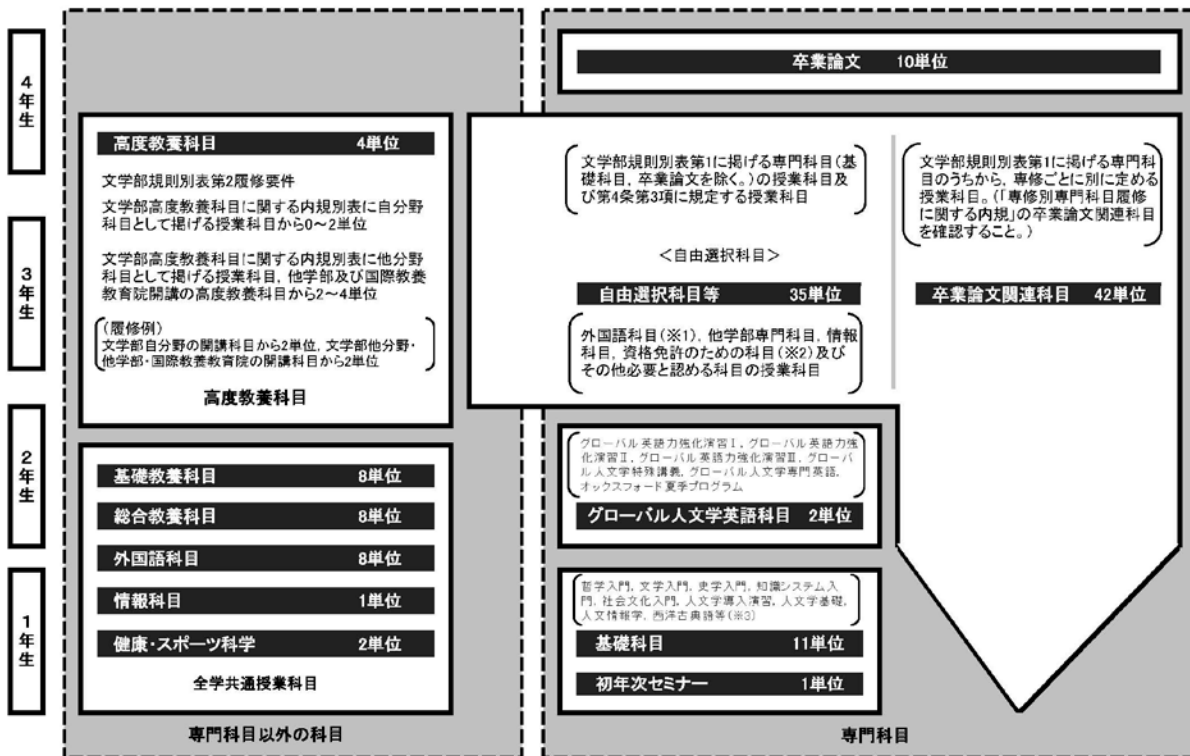 4年生
3年生
2年生
1年生
高度教養科目 4単位
文学部規則別表第2履修要件
文学部高度教養科目に関する内規別表に自分野
科目として掲げる授業科目から0～2単位
文学部高度教養科目に関する内規別表に他分野
科目として掲げる授業科目，他学部及び国際教養
教育院開講の高度教養科目から2～4単位
(履修例)
文学部自分野の開講科目から2単位，文学部他分野・
他学部・国際教養教育院の開講科目から2単位
高度教養科目
基礎教養科目 8単位
総合教養科目 8単位
外国語科目 8単位
情報科目 1単位
健康・スポーツ科学 2単位
全学共通授業科目
専門科目以外の科目
卒業論文 10単位
文学部規則別表第1に掲げる専門科目(基
礎科目，卒業論文を除く。)の授業科目及
び第4条第3項に規定する授業科目
＜自由選択科目＞
自由選択科目等 35単位
外国語科目(※1)，他学部専門科目，情報
科目，資格免許のための科目(※2)及び
その他必要と認める科目の授業科目
文学部規則別表第1に掲げる専門科
目のうちから，専修ごとに別に定める
授業科目。(「専修別専門科目履修
に関する内規」の卒業論文関連科目
を確認すること。)
卒業論文関連科目 42単位
グローバル英語力強化演習Ⅰ，グローバル英語力強
化演習Ⅱ，グローバル英語力強化演習Ⅲ，グローバ
ル人文学特殊講義，グローバル人文学専門英語，
オックスフォード夏季プログラム
グローバル人文学英語科目 2単位
哲学入門，文学入門，史学入門，知識システム入
門，社会文化入門，人文学導入演習，人文学基礎，
人文情報学，西洋古典語等(※3)
基礎科目 11単位
初年次セミナー 1単位
専門科目